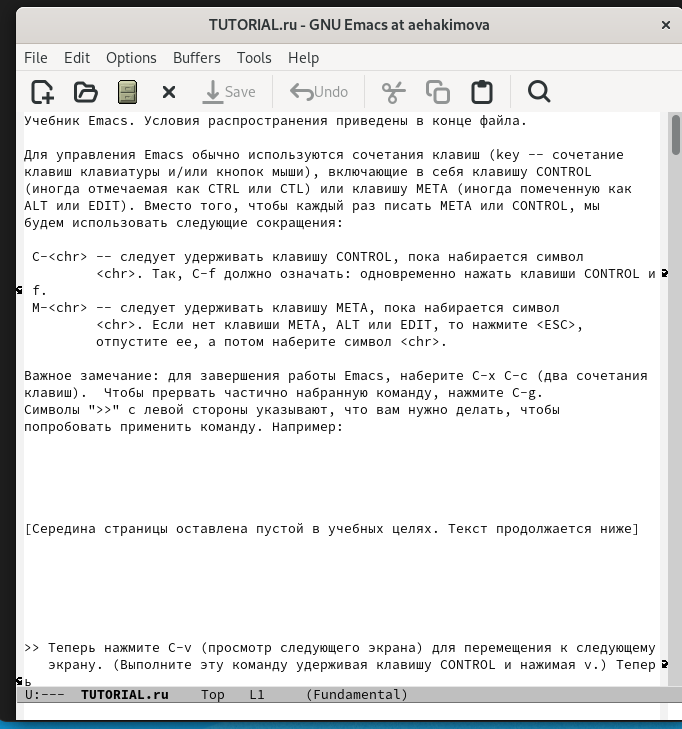 TUTORIAL.ru - GNU Emacs at aehakimova
File Edit Options Buffers Tools Help
Save Undo
Учебник Emacs. Условия распространения приведены в конце файла.
Для управления Emacs обычно используются сочетания клавиш (key -- сочетание
клавиш клавиатуры и/или кнопок мыши), включающие в себя клавишу CONTROL
(иногда отмечаемая как CTRL или CTL) или клавишу META (иногда помеченную как
ALT или EDIT). Вместо того, чтобы каждый раз писать META или CONTROL, мы
будем использовать следующие сокращения:
C-<chr> -- следует удерживать клавишу CONTROL, пока набирается символ
<chr>. Так, C-f должно означать: одновременно нажать клавиши CONTROL и
f.
M-<chr> -- следует удерживать клавишу META, пока набирается символ
<chr>. Если нет клавиши META, ALT или EDIT, то нажмите <ESC>,
отпустите ее, а потом наберите символ <chr>.
Важное замечание: для завершения работы Emacs, наберите C-x C-c (два сочетания
клавиш).  Чтобы прервать частично набранную команду, нажмите C-g.
Символы ">>" с левой стороны указывают, что вам нужно делать, чтобы
попробовать применить команду. Например:
[Середина страницы оставлена пустой в учебных целях. Текст продолжается ниже]
>> Теперь нажмите C-v (просмотр следующего экрана) для перемещения к следующему
экрану. (Выполните эту команду удерживая клавишу CONTROL и нажимая v.) Тепер
ь
U:--- TUTORIAL.ru Top L1 (Fundamental)